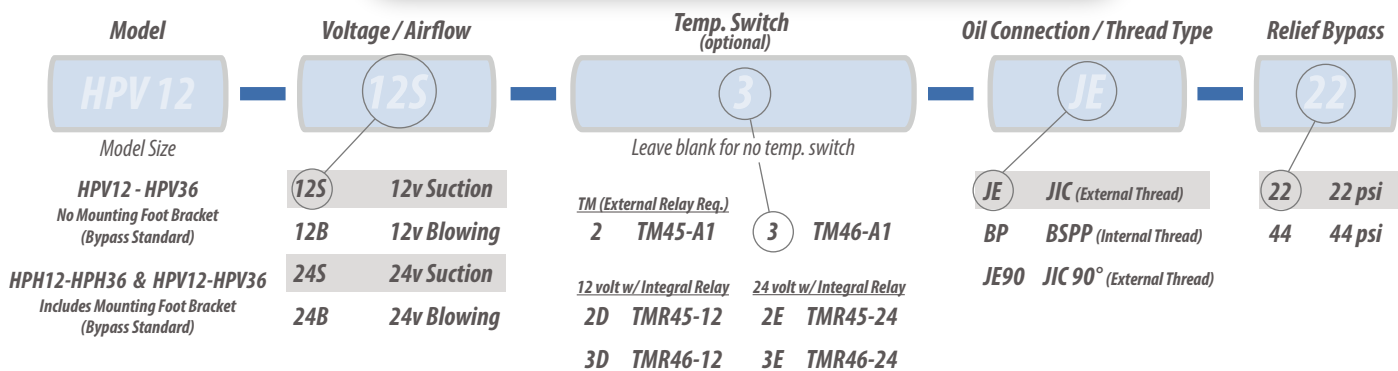 Model
Voltage / Airflow
Temp. Switch
(optional)
Oil Connection / Thread Type
Relief Bypass
HPV 12
12S
3
JE
22
Model Size
Leave blank for no temp. switch
HPV12 - HPV36
No Mounting Foot Bracket
(Bypass Standard)
HPH12-HPH36 & HPV12-HPV36
Includes Mounting Foot Bracket
(Bypass Standard)
12S 12v Suction
12B 12v Blowing
24S 24v Suction
24B 24v Blowing
TM (External Relay Req.)
2 TM45-A1 3 TM46-A1
12 volt w/ Integral Relay 24 volt w/ Integral Relay
2D TMR45-12 2E TMR45-24
3D TMR46-12 3E TMR46-24
JE JIC (External Thread)
BP BSPP (Internal Thread)
JE90 JIC 90° (External Thread)
22 22 psi
44 44 psi